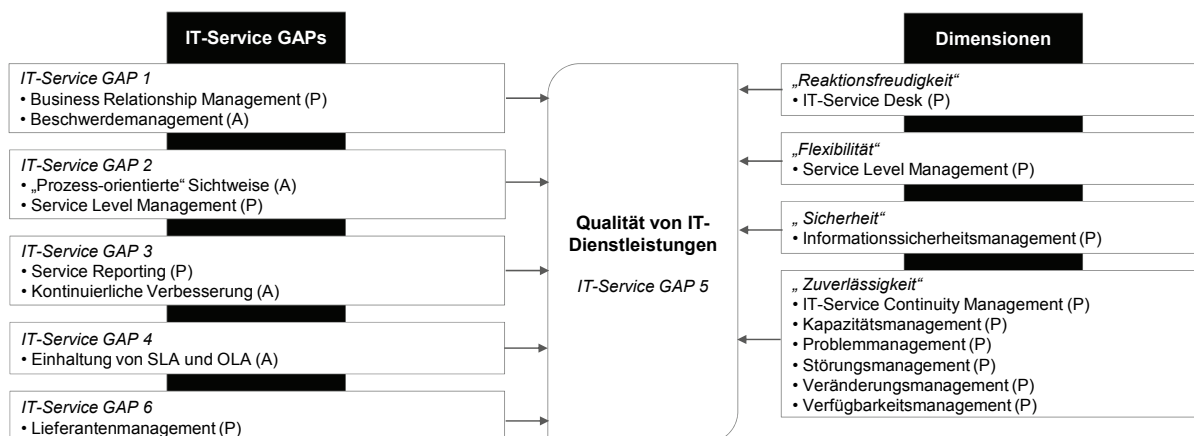 IT-Service GAPs
IT-Service GAP 1
• Business Relationship Management (P)
• Beschwerdemanagement (A)
IT-Service GAP 2
• „Prozess-orientierte“ Sichtweise (A)
• Service Level Management (P)
IT-Service GAP 3
• Service Reporting (P)
• Kontinuierliche Verbesserung (A)
IT-Service GAP 4
• Einhaltung von SLA und OLA (A)
IT-Service GAP 6
• Lieferantenmanagement (P)
Qualität von IT-
Dienstleistungen
IT-Service GAP 5
Dimensionen
„Reaktionsfreudigkeit“
• IT-Service Desk (P)
„Flexibilität“
• Service Level Management (P)
„ Sicherheit“
• Informationssicherheitsmanagement (P)
„ Zuverlässigkeit“
• IT-Service Continuity Management (P)
• Kapazitätsmanagement (P)
• Problemmanagement (P)
• Störungsmanagement (P)
• Veränderungsmanagement (P)
• Verfügbarkeitsmanagement (P)